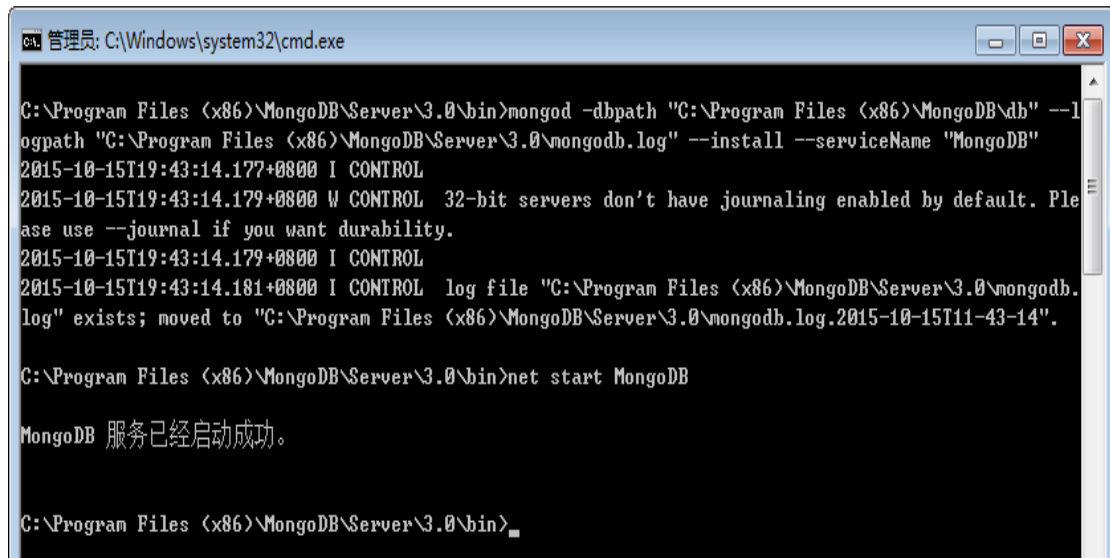 管理员: C:\Windows\system32\cmd.exe
C:\Program Files (x86)\MongoDB\Server\3.0\bin>mongod -dbpath "C:\Program Files (x86)\MongoDB\db" --l
ogpath "C:\Program Files (x86)\MongoDB\Server\3.0\mongodb.log" --install --serviceName "MongoDB"
2015-10-15T19:43:14.177+0800 I CONTROL
2015-10-15T19:43:14.179+0800 W CONTROL  32-bit servers don't have journaling enabled by default. Ple
ase use --journal if you want durability.
2015-10-15T19:43:14.179+0800 I CONTROL
2015-10-15T19:43:14.181+0800 I CONTROL  log file "C:\Program Files (x86)\MongoDB\Server\3.0\mongodb.
log" exists; moved to "C:\Program Files (x86)\MongoDB\Server\3.0\mongodb.log.2015-10-15T11-43-14".
C:\Program Files (x86)\MongoDB\Server\3.0\bin>net start MongoDB
MongoDB 服务已经启动成功。
C:\Program Files (x86)\MongoDB\Server\3.0\bin>